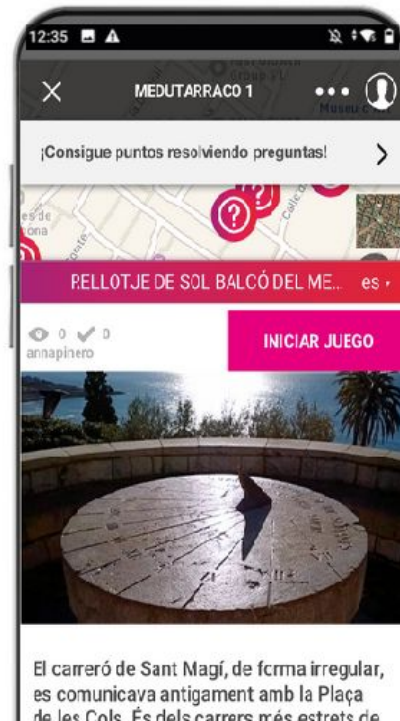 12:35
MEDUTARRACO 1
¡Consigue puntos resolviendo preguntas!
RELLOTJE DE SOL BALCÓ DEL ME... es
0 0
annapinero
INICIAR JUEGO
El carreró de Sant Magí, de forma irregular,
es comunicava antigament amb la Plaça
de les Cols. És dels carrers més estrets de